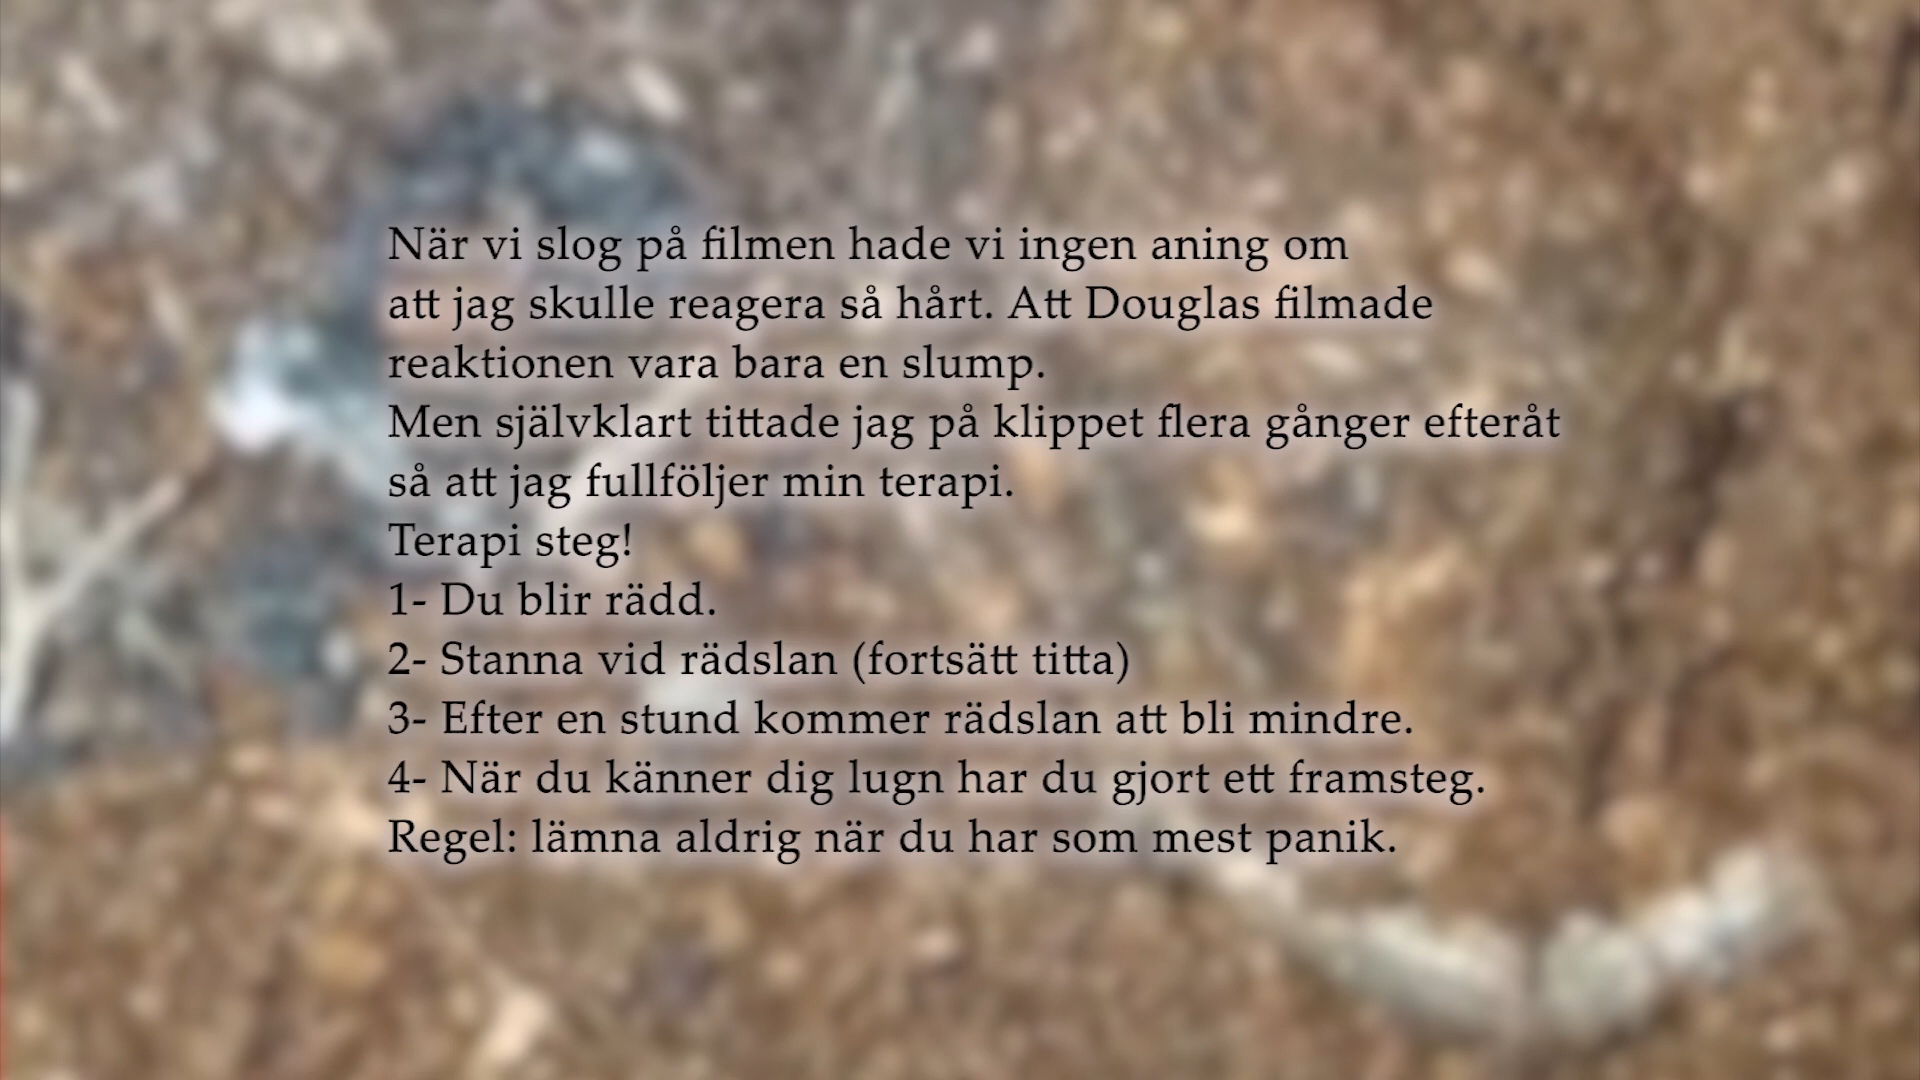 När vi slog på filmen hade vi ingen aning om
att jag skulle reagera så hårt. Att Douglas filmade
reaktionen vara bara en slump.
Men självklart tittade jag på klippet flera gånger efteråt
så att jag fullföljer min terapi.
Terapi steg!
1- Du blir rädd.
2- Stanna vid rädslan (fortsätt titta)
3- Efter en stund kommer rädslan att bli mindre.
4- När du känner dig lugn har du gjort ett framsteg.
Regel: lämna aldrig när du har som mest panik.